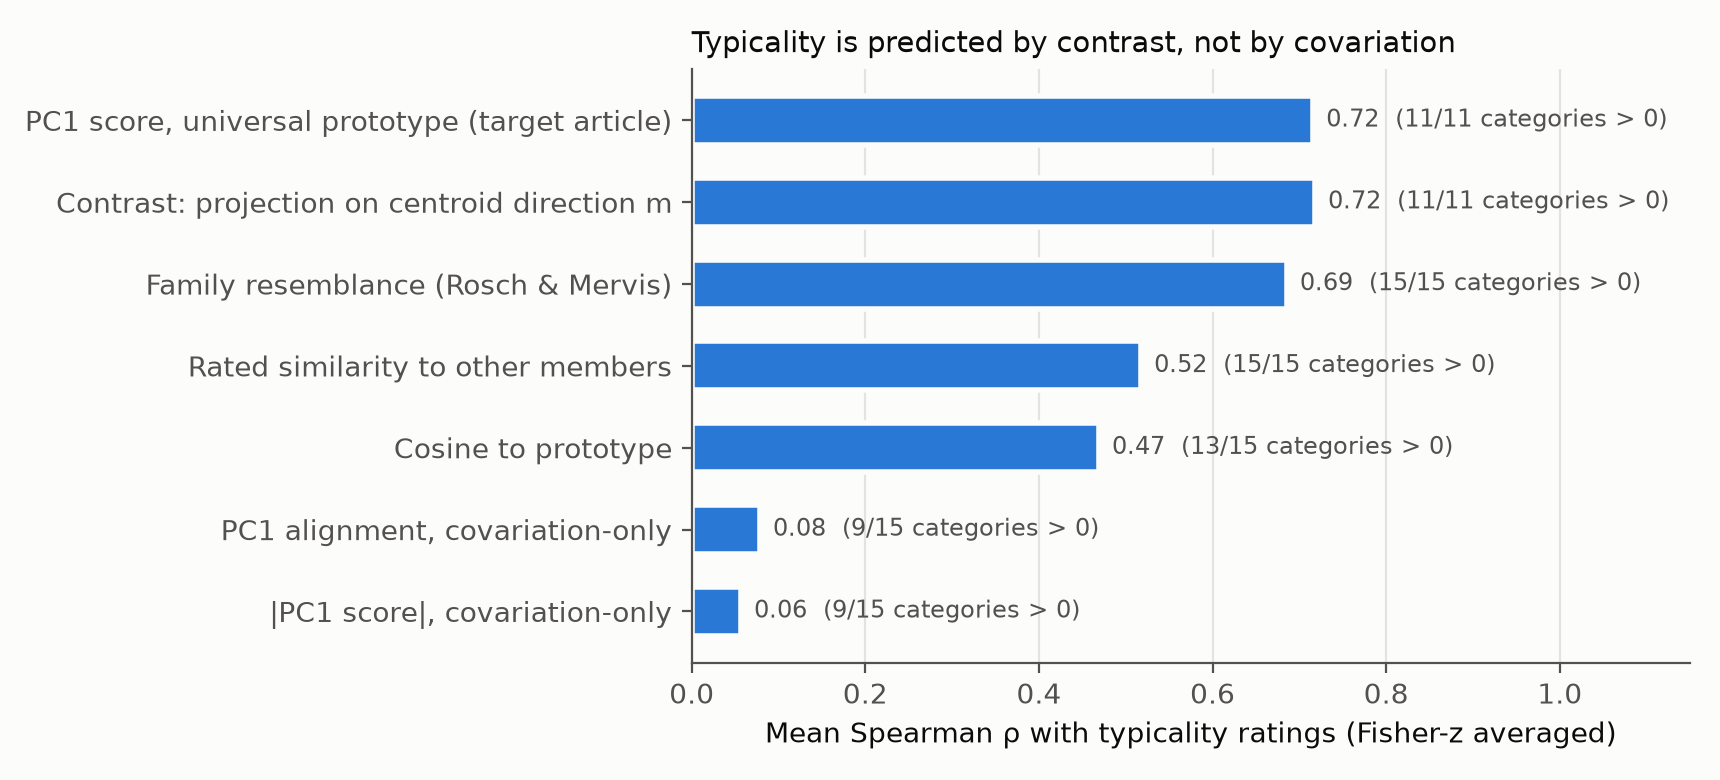 Typicality is predicted by contrast, not by covariation
PC1 score, universal prototype (target article)
0.72 (11/11 categories > 0)
Contrast: projection on centroid direction m
0.72 (11/11 categories > 0)
Family resemblance (Rosch & Mervis)
0.69 (15/15 categories > 0)
Rated similarity to other members
0.52 (15/15 categories > 0)
Cosine to prototype
0.47 (13/15 categories > 0)
PC1 alignment, covariation-only
0.08 (9/15 categories > 0)
|PC1 score|, covariation-only
0.06 (9/15 categories > 0)
0.0 0.2 0.4 0.6 0.8 1.0
Mean Spearman ρ with typicality ratings (Fisher-z averaged)